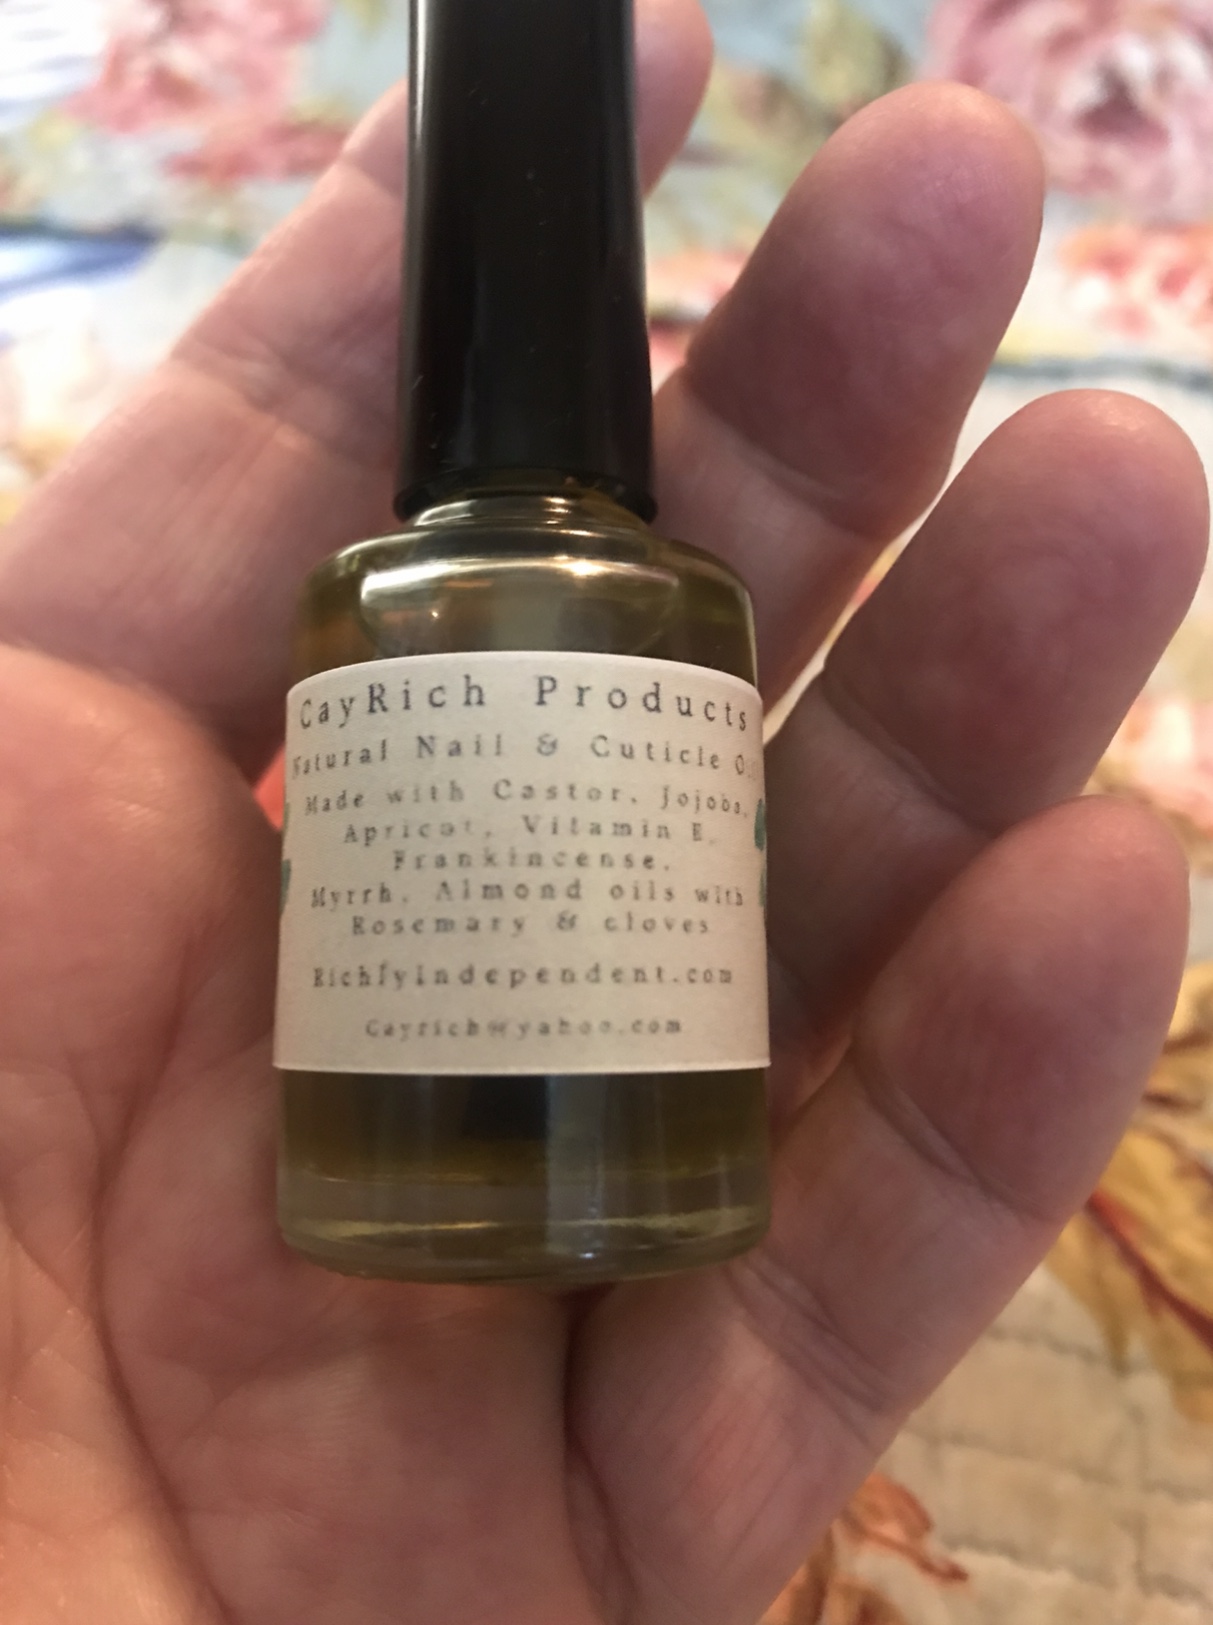 CayRich Products
Natural Nail & Cuticle Oil
Made with Castor, Jojoba,
Apricot, Vitamin E,
Frankincense,
Myrrh, Almond oils with
Rosemary & cloves
RichlyIndependent.com
Cayrich@yahoo.com